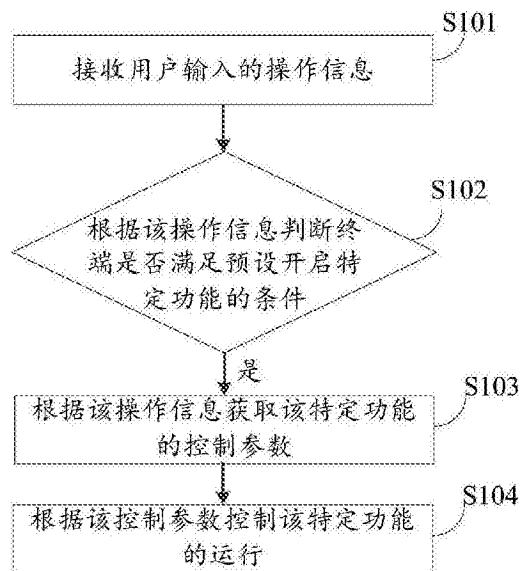 S101
接收用户输入的操作信息
S102
根据该操作信息判断终
端是否满足预设开启特
定功能的条件
是
S103
根据该操作信息获取该特定功能
的控制参数
S104
根据该控制参数控制该特定功能
的运行